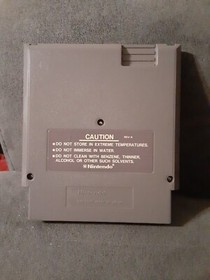 CAUTION REV-A
●DO NOT STORE IN EXTREME TEMPERATURES.
●DO NOT IMMERSE IN WATER.
●DO NOT CLEAN WITH BENZENE, THINNER,
ALCOHOL OR OTHER SUCH SOLVENTS.
®Nintendo®